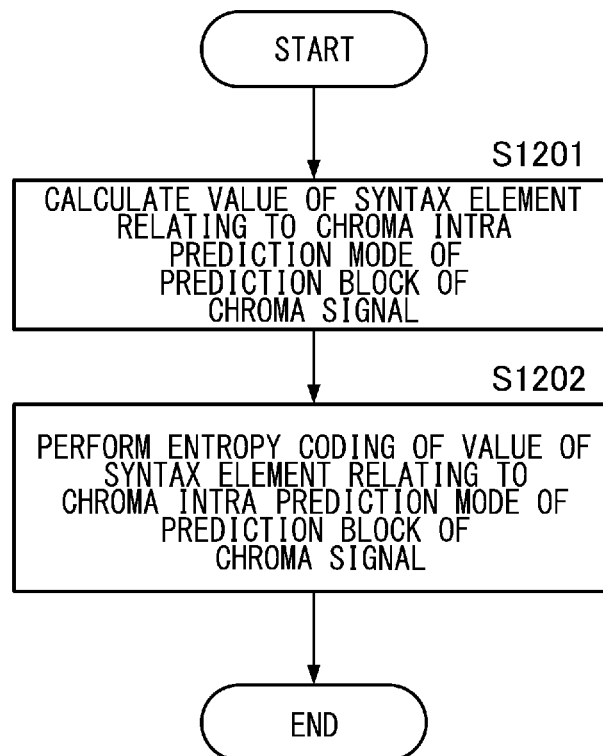 START
S1201
CALCULATE VALUE OF SYNTAX ELEMENT
RELATING TO CHROMA INTRA
PREDICTION MODE OF
PREDICTION BLOCK OF
CHROMA SIGNAL
S1202
PERFORM ENTROPY CODING OF VALUE OF
SYNTAX ELEMENT RELATING TO
CHROMA INTRA PREDICTION MODE OF
PREDICTION BLOCK OF
CHROMA SIGNAL
END